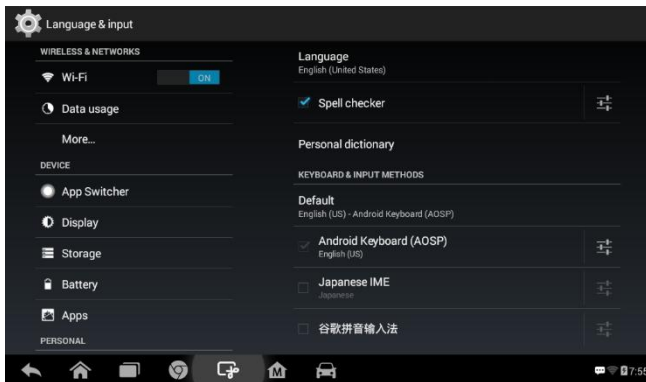 Language & input
WIRELESS & NETWORKS
Wi-Fi
ON
Data usage
More...
DEVICE
App Switcher
Display
Storage
Battery
Apps
PERSONAL
Language
English (United States)
Spell checker
Personal dictionary
KEYBOARD & INPUT METHODS
Default
English (US) - Android Keyboard (AOSP)
Android Keyboard (AOSP)
English (US)
Japanese IME
Japanese
谷歌拼音输入法
M
7:55